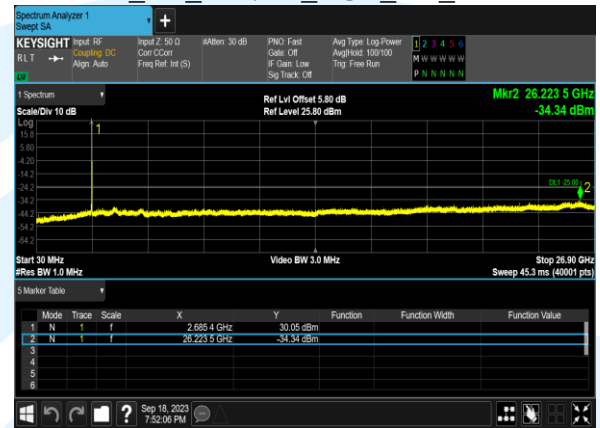 Spectrum Analyzer 1
Swept SA
KEYSIGHT Input: RF Input Z: 50 Ω #Atten: 30 dB PNO: Fast Avg Type: Log-Power 1 2 3 4 5 6
RLT Coupling: DC Corr CCorr Gate: Off Avg|Hold: 100/100 M W W W W W
Align: Auto Freq Ref: Int (S) IF Gain: Low Trig: Free Run
Sig Track: Off P N N N N N
1 Spectrum
Ref Lvl Offset 5.80 dB Mkr2 26.223 5 GHz
Scale/Div 10 dB Ref Level 25.80 dBm -34.34 dBm
Log
1
15.8
5.80
-4.20
-14.2
-24.2 DL1 -25.00 2
-34.2
-44.2
-54.2
-64.2
Start 30 MHz Video BW 3.0 MHz Stop 26.90 GHz
#Res BW 1.0 MHz Sweep 45.3 ms (40001 pts)
5 Marker Table
Mode Trace Scale X Y Function Function Width Function Value
1 N 1 f 2.685 4 GHz 30.05 dBm
2 N 1 f 26.223 5 GHz -34.34 dBm
3
4
5
6
? Sep 18, 2023
7:52:06 PM